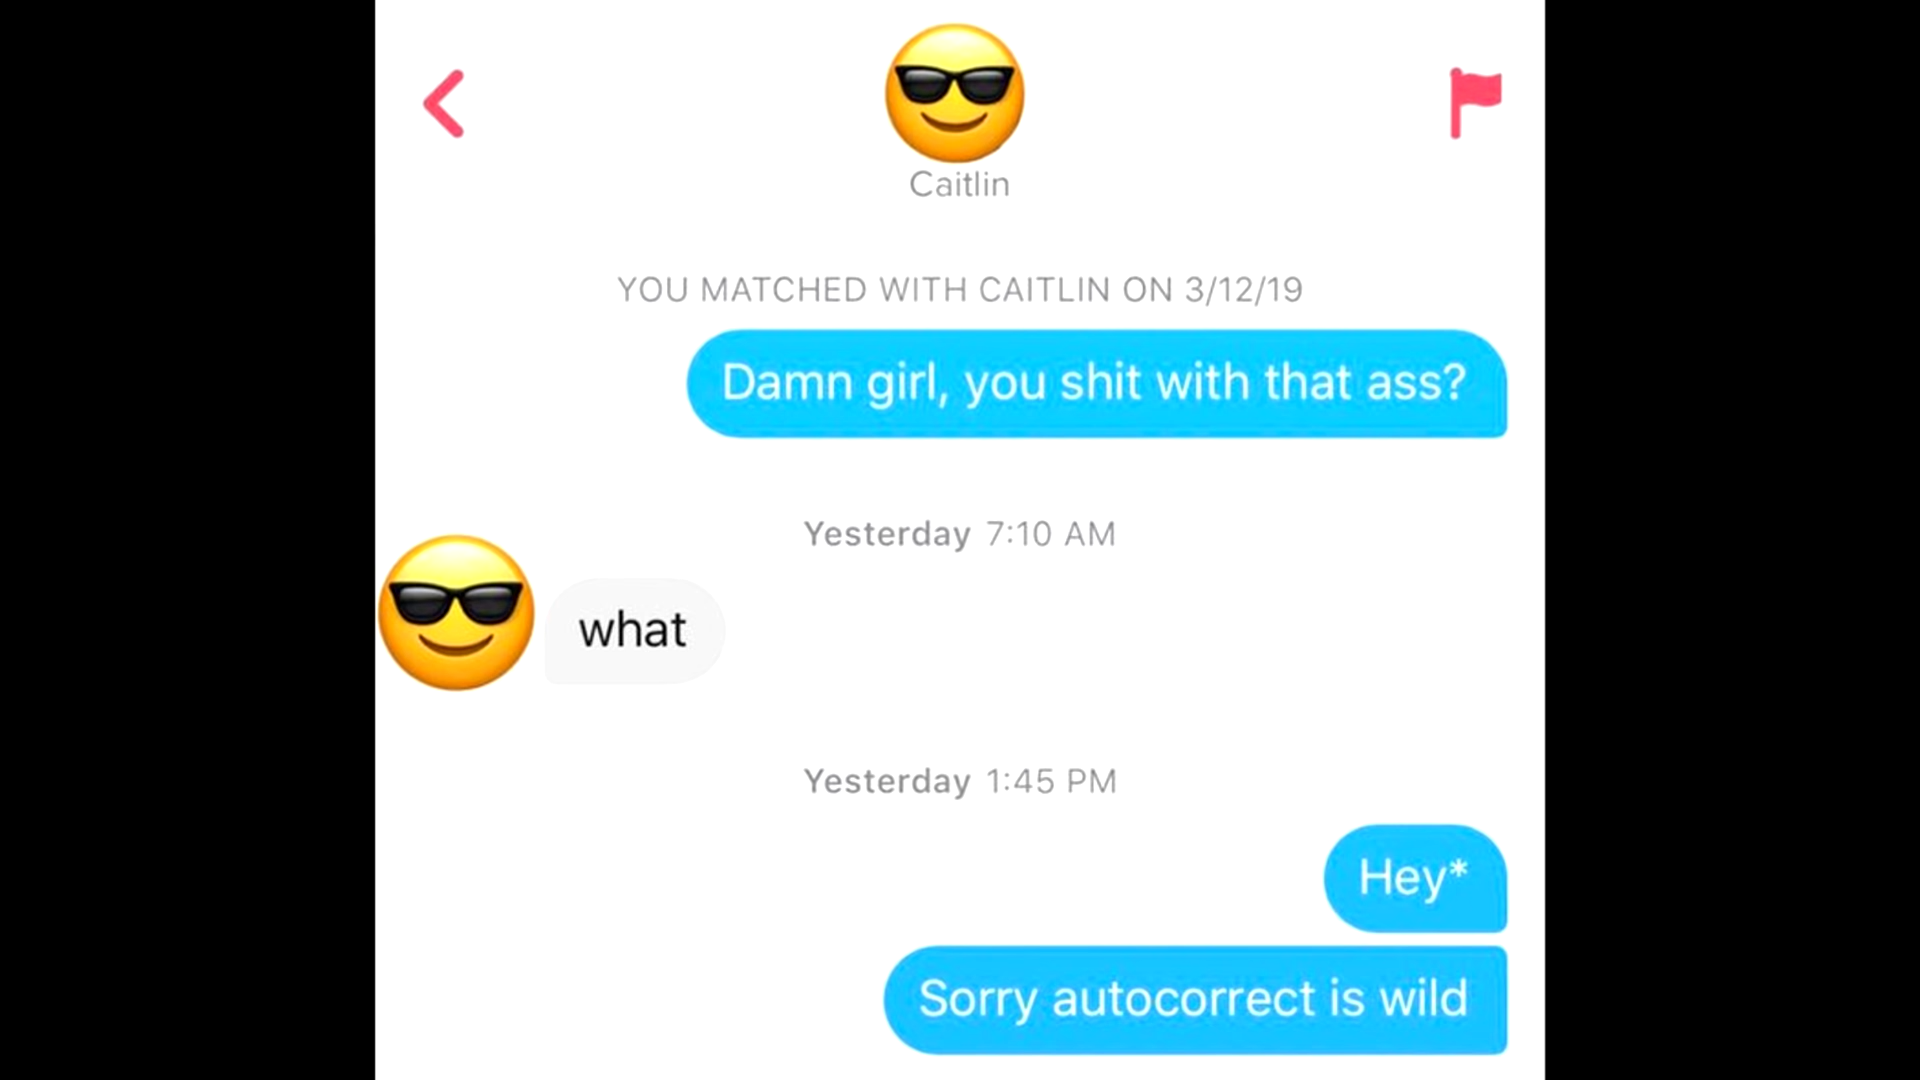 Caitlin
YOU MATCHED WITH CAITLIN ON 3/12/19
Damn girl, you shit with that ass?
Yesterday 7:10 AM
what
Yesterday 1:45 PM
Hey*
Sorry autocorrect is wild